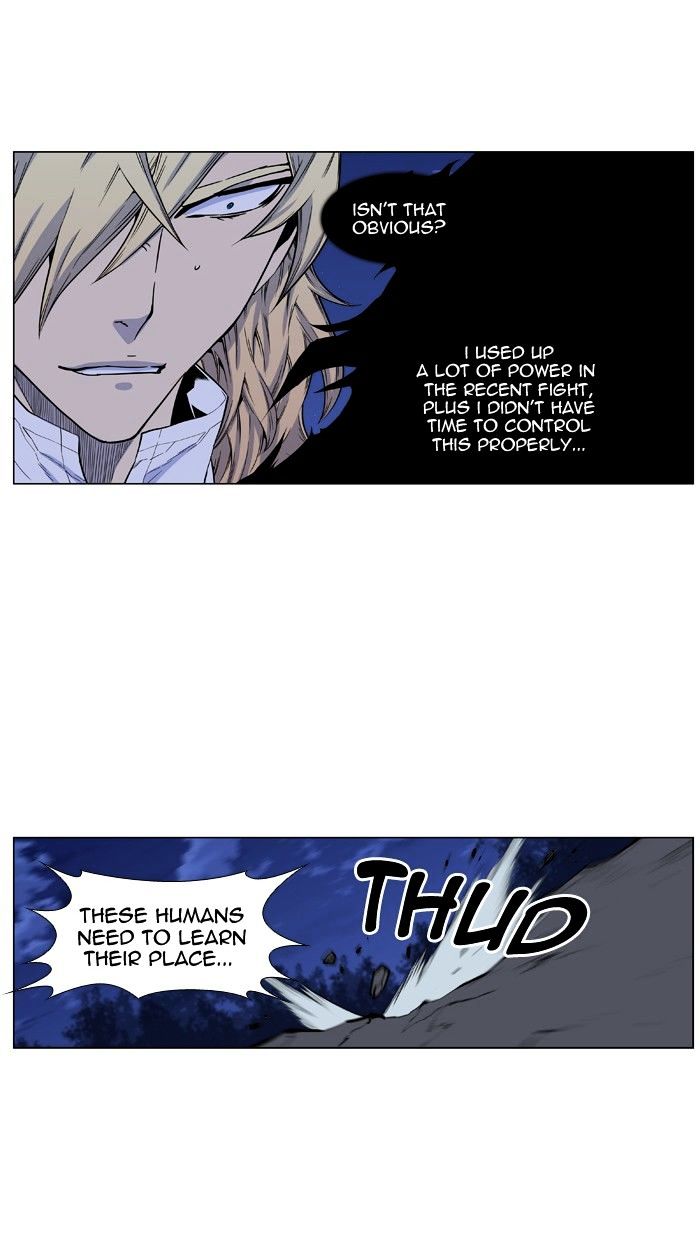 ISN'T THAT
OBVIOUS?
I USED UP
A LOT OF POWER IN
THE RECENT FIGHT,
PLUS I DIDN'T HAVE
TIME TO CONTROL
THIS PROPERLY...
THESE HUMANS
NEED TO LEARN
THEIR PLACE...
THUD